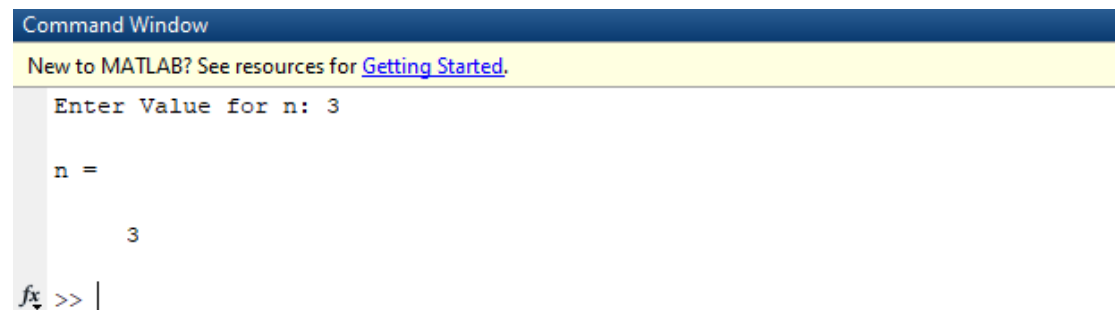 Command Window
New to MATLAB? See resources for Getting Started.
Enter Value for n: 3
n =
3
fx >>